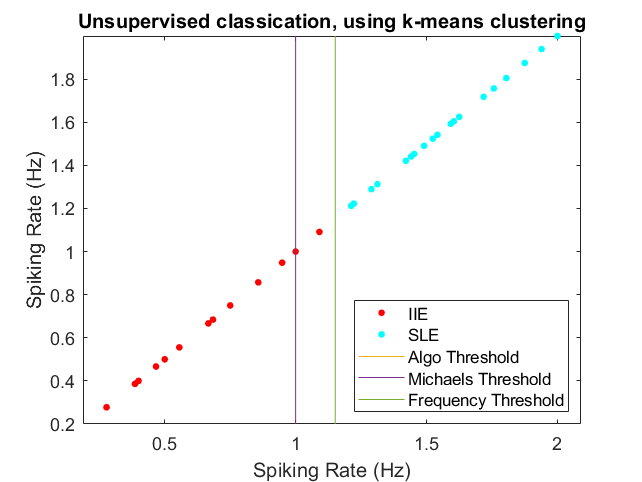 Unsupervised classication, using k-means clustering
Spiking Rate (Hz)
1.8
1.6
1.4
1.2
1
0.8
0.6
0.4
0.2
IIE
SLE
Algo Threshold
Michaels Threshold
Frequency Threshold
0.5 1 1.5 2
Spiking Rate (Hz)